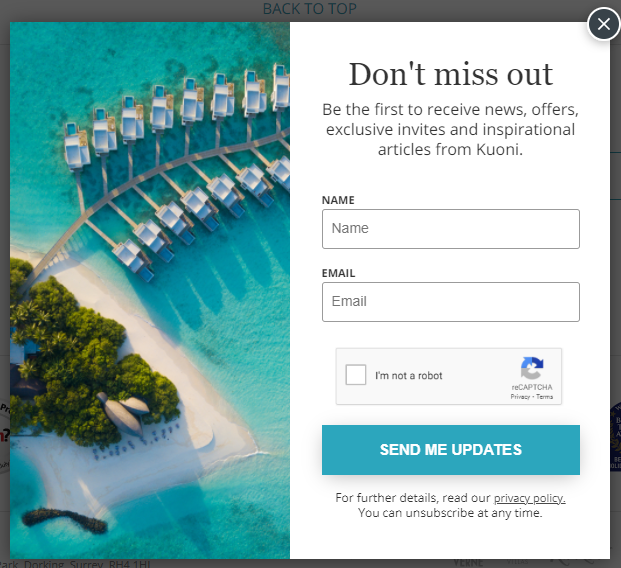 BACK TO TOP
Don't miss out
Be the first to receive news, offers,
exclusive invites and inspirational
articles from Kuoni.
NAME
Name
EMAIL
Email
I'm not a robot
reCAPTCHA
Privacy - Terms
SEND ME UPDATES
For further details, read our privacy policy.
You can unsubscribe at any time.
Park, Dorking, Surrey, RH4 1HJ